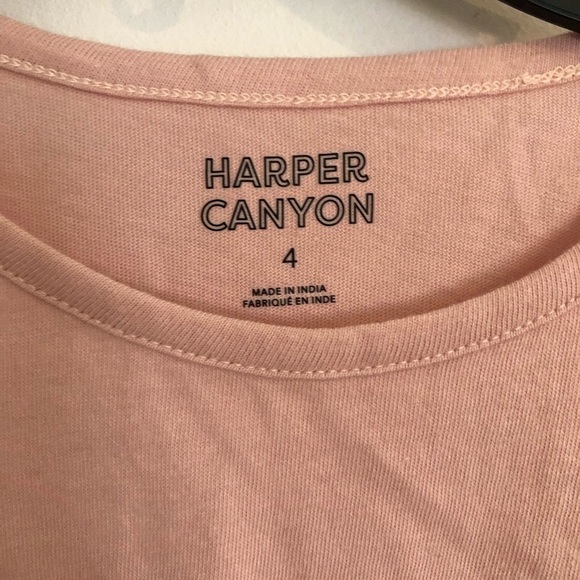 HARPER
CANYON
4
MADE IN INDIA
FABRIQUÉ EN INDE